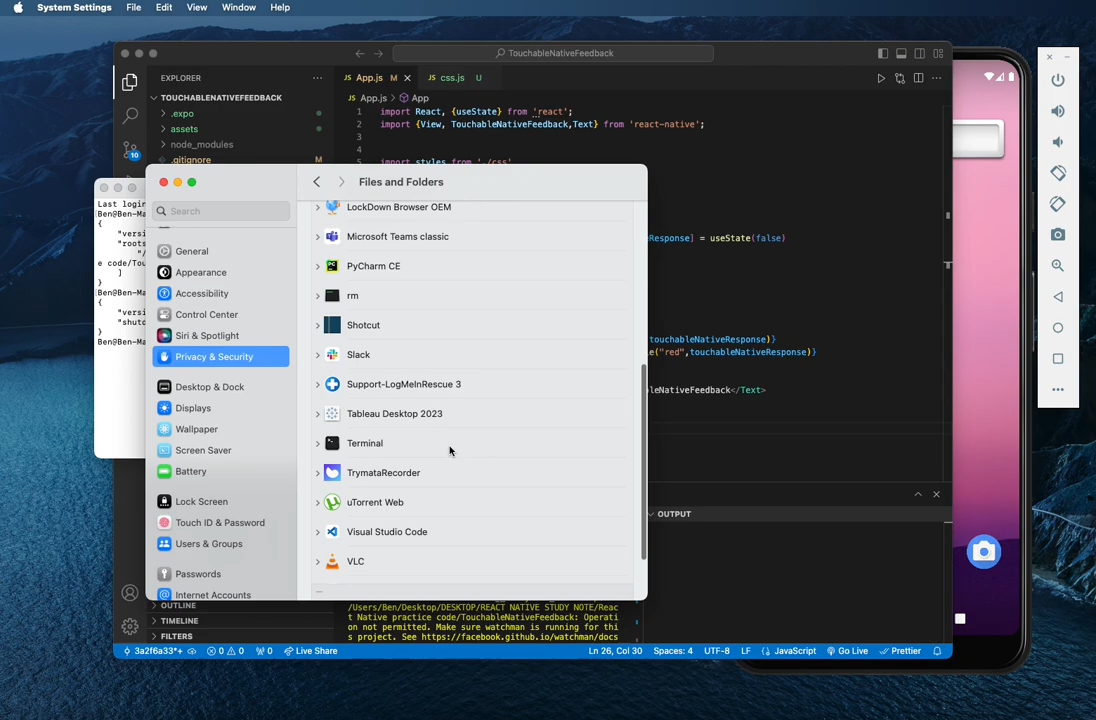 System Settings File Edit View Window Help
TouchableNativeFeedback
EXPLORER
JS App.js M
JS css.js U
TOUCHABLENATIVEFEEDBACK
JS App.js > App
.expo
assets
node_modules
.gitignore M
1 import React, {useState} from 'react';
2 import {View, TouchableNativeFeedback,Text} from 'react-native';
3
4
5 import styles from './css'
Response] = useState(false)
touchableNativeResponse)}
e("red",touchableNativeResponse)}
leNativeFeedback</Text>
OUTPUT
Last login
[Ben@Ben-Ma
{
"versi
"roots
"/
e code/Tou
]
}
[Ben@Ben-Ma
{
"versi
"shutd
}
Ben@Ben-Ma
Search
General
Appearance
Accessibility
Control Center
Siri & Spotlight
Privacy & Security
Desktop & Dock
Displays
Wallpaper
Screen Saver
Battery
Lock Screen
Touch ID & Password
Users & Groups
Passwords
Internet Accounts
Files and Folders
LockDown Browser OEM
Microsoft Teams classic
PyCharm CE
rm
Shotcut
Slack
Support-LogMeInRescue 3
Tableau Desktop 2023
Terminal
TrymataRecorder
uTorrent Web
Visual Studio Code
VLC
OUTLINE
TIMELINE
FILTERS
/Users/Ben/Desktop/DESKTOP/REACT NATIVE STUDY NOTE/Reac
t Native practice code/TouchableNativeFeedback: Operati
on not permitted. Make sure watchman is running for thi
s project. See https://facebook.github.io/watchman/docs
10
3a2f6a33*+ 0 0 0 Live Share
Ln 26, Col 30 Spaces: 4 UTF-8 LF JavaScript Go Live Prettier